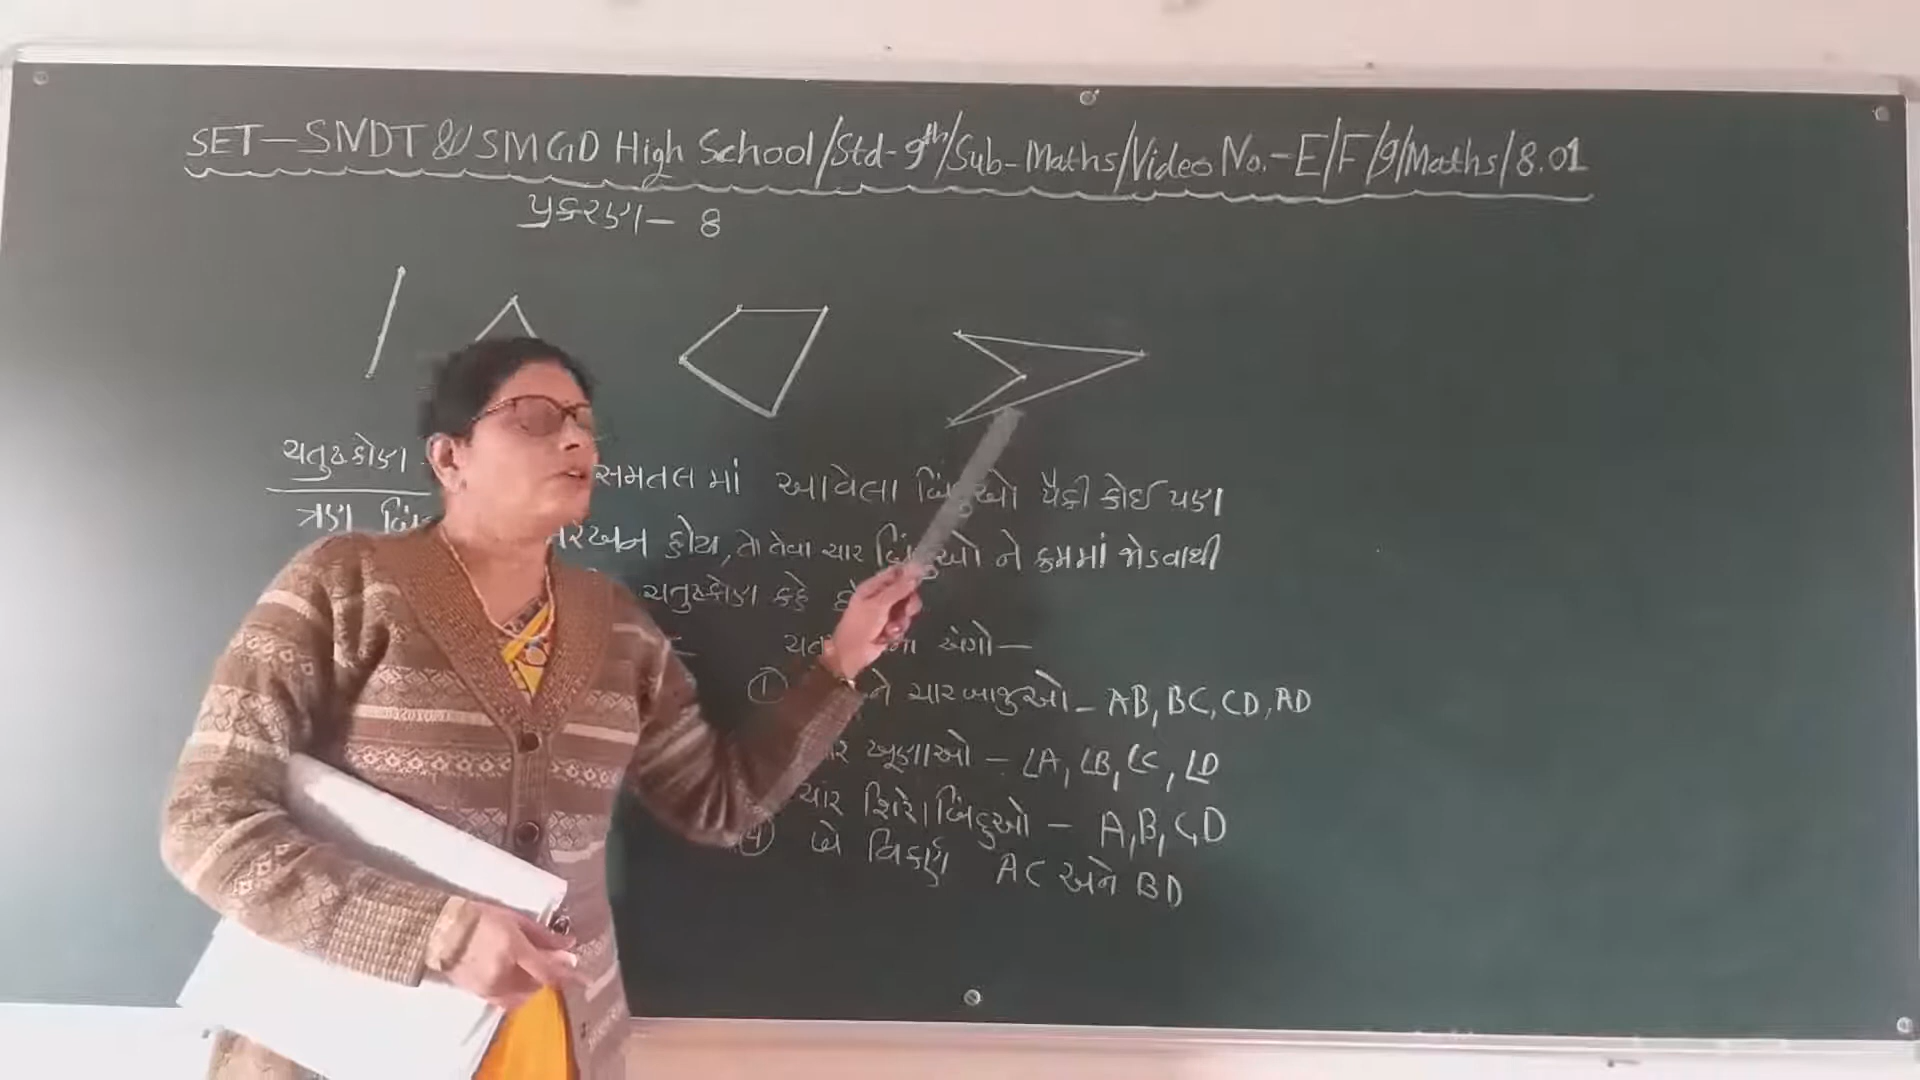 SET-SNDT & SMGD High School/Std-9th/Sub-Maths/Video No.-E/F/9/Maths/8.01
પ્રકરણ- 8
ચતુષ્કોણ સમતલ માં આવેલા બિંદુઓ પૈકી કોઈ પણ
ત્રણ હોય, તો તેવા ચાર બિંદુઓ ને ક્રમમાં જોડવાથી
ચતુષ્કોણ કહે
અંગો-
① ચાર બાજુઓ - AB, BC, CD, AD
ખૂણાઓ - ∠A, ∠B, ∠C, ∠D
ચાર શિરોબિંદુઓ - A, B, C, D
④ બે વિકર્ણ AC અને BD